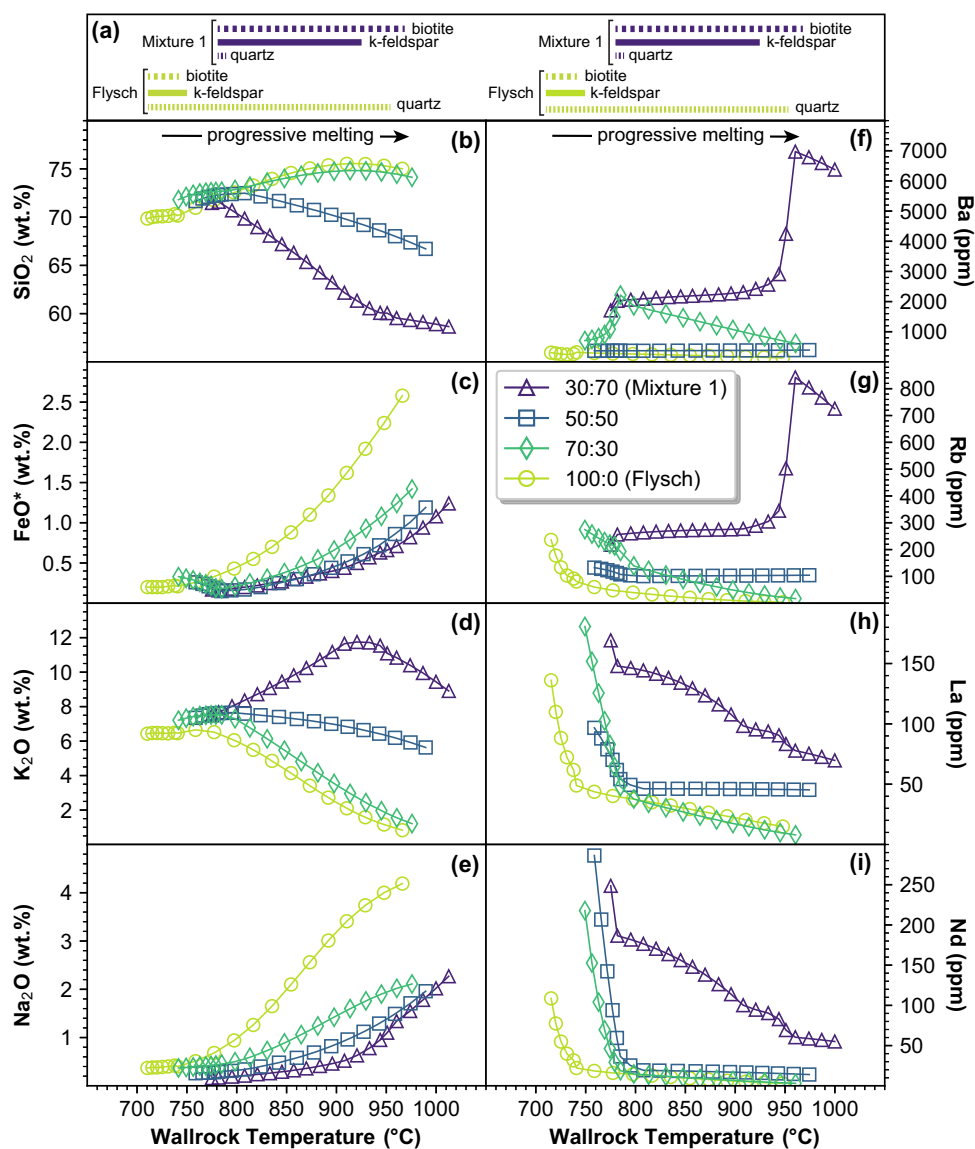 (a)
Mixture 1
biotite
k-feldspar
quartz
Flysch
biotite
k-feldspar
quartz
Mixture 1
biotite
k-feldspar
quartz
Flysch
biotite
k-feldspar
quartz
progressive melting
(b)
75
70
65
60
SiO₂ (wt.%)
(c)
2.5
2.0
1.5
1.0
0.5
FeO* (wt.%)
(d)
12
10
8
6
4
2
K₂O (wt.%)
(e)
4
3
2
1
Na₂O (wt.%)
700 750 800 850 900 950 1000
Wallrock Temperature (°C)
progressive melting
(f)
7000
6000
5000
4000
3000
2000
1000
Ba (ppm)
(g)
30:70 (Mixture 1)
50:50
70:30
100:0 (Flysch)
800
700
600
500
400
300
200
100
Rb (ppm)
(h)
150
100
50
La (ppm)
(i)
250
200
150
100
50
Nd (ppm)
700 750 800 850 900 950 1000
Wallrock Temperature (°C)